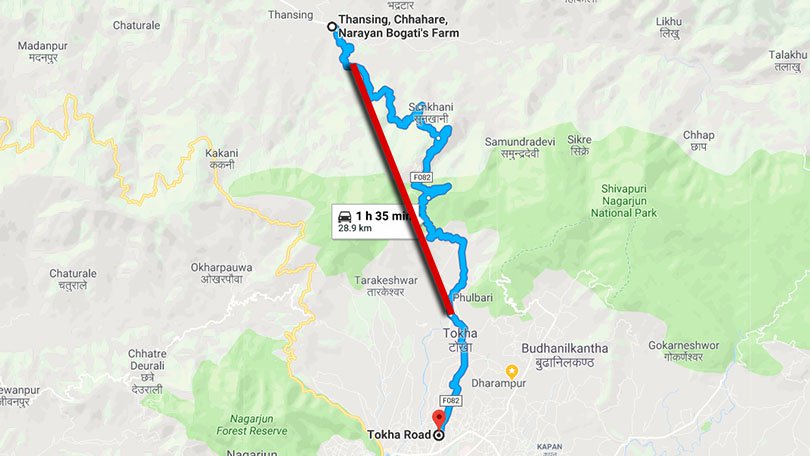 भद्रटार
Thansing
Thansing, Chhahare,
Narayan Bogati's Farm
Chaturale
Likhu
लिखु
Madanpur
मदनपुर
Talakhu
तलाखु
Sunkhani
सुनखानी
Samundradevi
समुन्द्रदेवी
Sikre
सिक्रे
Chhap
छाप
Kakani
ककनी
F082
Shivapuri
Nagarjun
National Park
1 h 35 min
28.9 km
Chaturale
चतुराले
Okharpauwa
ओखरपौवा
Tarakeshwar
तारकेश्वर
Phulbari
Tokha
टोखा
Budhanilkantha
बुढानिलकण्ठ
Gokarneshwor
गोकर्णेश्वर
Chhatre
Deurali
छत्रे
देउराली
Dharampur
ewanpur
जीवनपुर
F082
Nagarjun
Forest Reserve
Tokha Road
KAPAN
कपन
Nagarjun